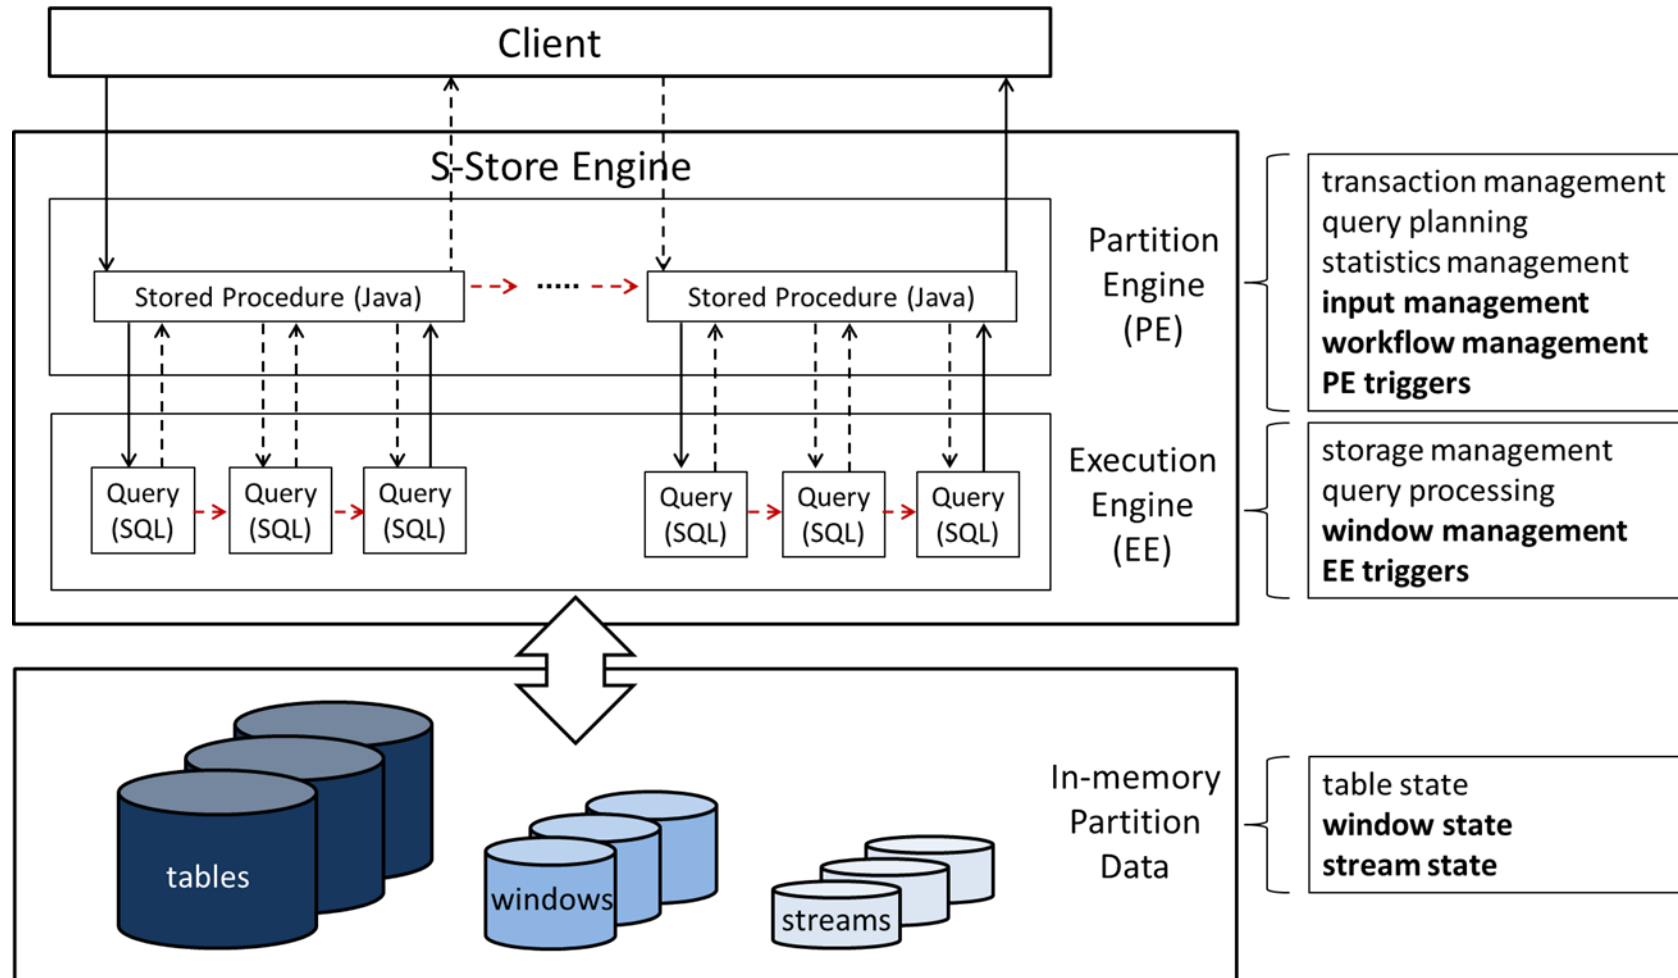 Client
S-Store Engine
Stored Procedure (Java)
.....
Stored Procedure (Java)
Partition
Engine
(PE)
transaction management
query planning
statistics management
input management
workflow management
PE triggers
Query
(SQL)
Query
(SQL)
Query
(SQL)
Query
(SQL)
Query
(SQL)
Query
(SQL)
Execution
Engine
(EE)
storage management
query processing
window management
EE triggers
tables
windows
streams
In-memory
Partition
Data
table state
window state
stream state